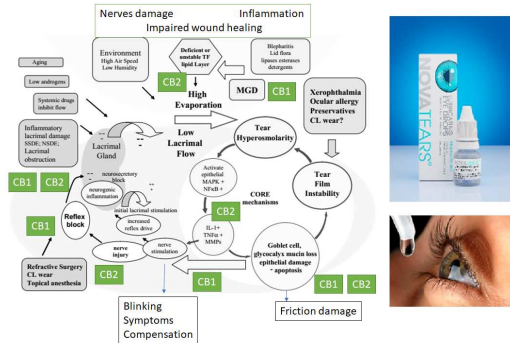 Nerves damage
Inflammation
Impaired wound healing
Environment
High Air Speed
Low Humidity
Deficient or
unstable TF
lipid Layer
Blepharitis
Lid flora
lipases esterases
detergents
CB2
MGD
CB1
Aging
Low androgens
Systemic drugs
inhibit flow
Inflammatory
lacrimal damage
SSDE; NSDE;
Lacrimal
obstruction
High
Evaporation
Xerophthalmia
Ocular allergy
Preservatives
CL wear?
Lacrimal
Gland
Low
Lacrimal
Flow
Tear
Hyperosmolarity
CB1
CB2
neurosecretory
block
neurogenic
inflammation
Activate
epithelial
MAPK +
NFκB +
CORE
mechanisms
Tear
Film
Instability
CB1
Reflex
block
initial lacrimal stimulation
increased
reflex drive
CB2
IL-1+
TNFα +
MMPs
nerve
injury
nerve
stimulation
Goblet cell,
glycocalyx mucin loss
epithelial damage
- apoptosis
Refractive Surgery
CL wear
Topical anesthesia
CB2
CB1
CB1
CB2
Blinking
Symptoms
Compensation
Friction damage
NOVATEARS®
LUBRICATING
EYE DROPS